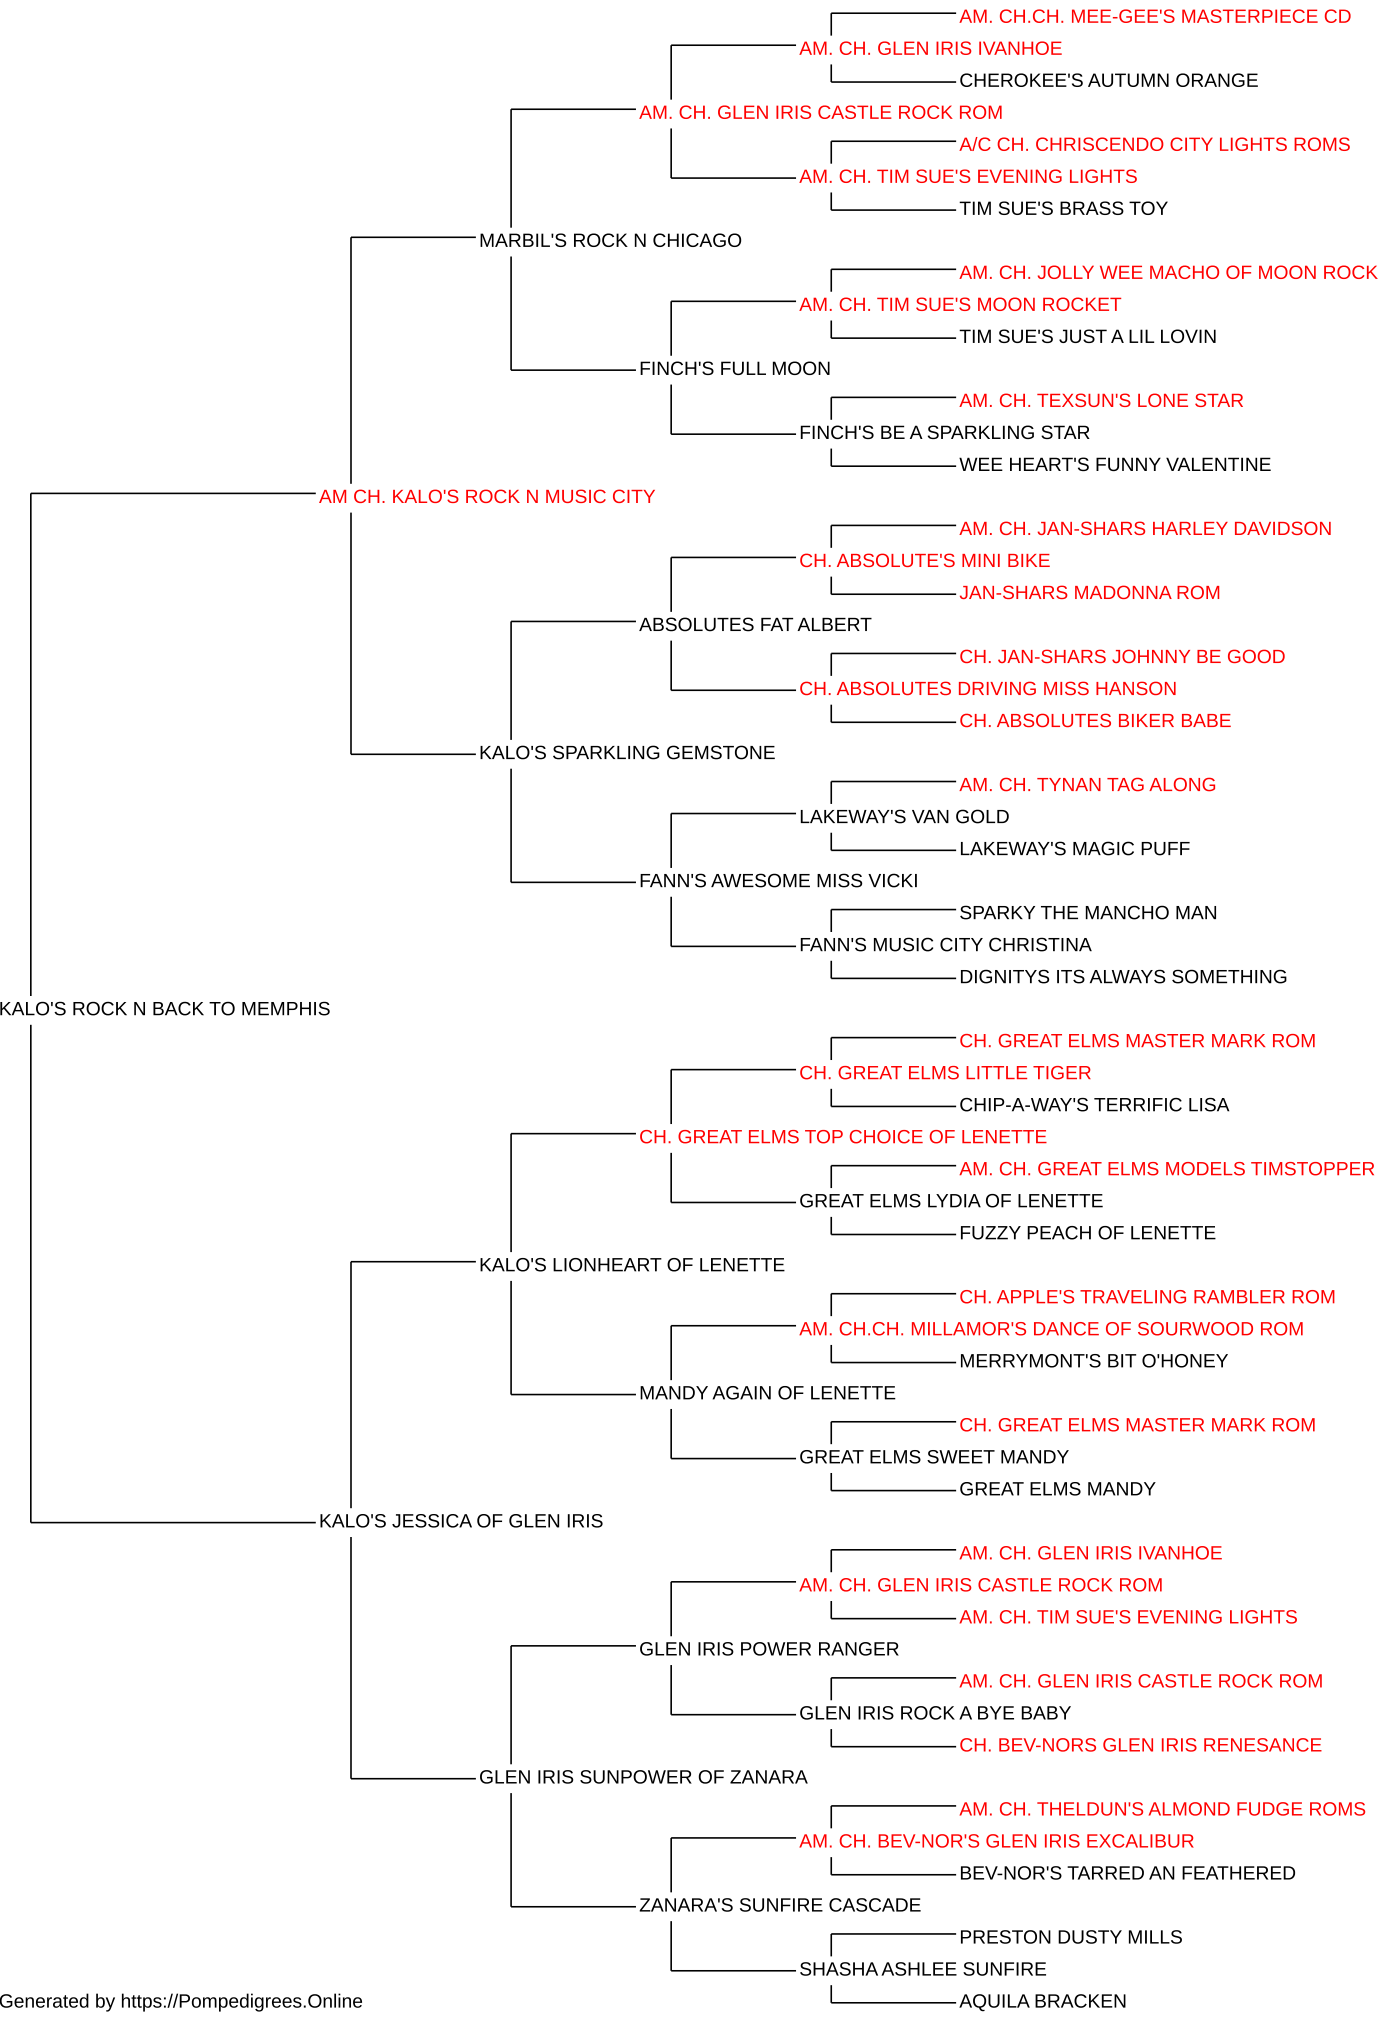 AM. CH.CH. MEE-GEE'S MASTERPIECE CD
AM. CH. GLEN IRIS IVANHOE
CHEROKEE'S AUTUMN ORANGE
AM. CH. GLEN IRIS CASTLE ROCK ROM
A/C CH. CHRISCENDO CITY LIGHTS ROMS
AM. CH. TIM SUE'S EVENING LIGHTS
TIM SUE'S BRASS TOY
MARBIL'S ROCK N CHICAGO
AM. CH. JOLLY WEE MACHO OF MOON ROCK
AM. CH. TIM SUE'S MOON ROCKET
TIM SUE'S JUST A LIL LOVIN
FINCH'S FULL MOON
AM. CH. TEXSUN'S LONE STAR
FINCH'S BE A SPARKLING STAR
WEE HEART'S FUNNY VALENTINE
AM CH. KALO'S ROCK N MUSIC CITY
AM. CH. JAN-SHARS HARLEY DAVIDSON
CH. ABSOLUTE'S MINI BIKE
JAN-SHARS MADONNA ROM
ABSOLUTES FAT ALBERT
CH. JAN-SHARS JOHNNY BE GOOD
CH. ABSOLUTES DRIVING MISS HANSON
CH. ABSOLUTES BIKER BABE
KALO'S SPARKLING GEMSTONE
AM. CH. TYNAN TAG ALONG
LAKEWAY'S VAN GOLD
LAKEWAY'S MAGIC PUFF
FANN'S AWESOME MISS VICKI
SPARKY THE MANCHO MAN
FANN'S MUSIC CITY CHRISTINA
DIGNITYS ITS ALWAYS SOMETHING
KALO'S ROCK N BACK TO MEMPHIS
CH. GREAT ELMS MASTER MARK ROM
CH. GREAT ELMS LITTLE TIGER
CHIP-A-WAY'S TERRIFIC LISA
CH. GREAT ELMS TOP CHOICE OF LENETTE
AM. CH. GREAT ELMS MODELS TIMSTOPPER
GREAT ELMS LYDIA OF LENETTE
FUZZY PEACH OF LENETTE
KALO'S LIONHEART OF LENETTE
CH. APPLE'S TRAVELING RAMBLER ROM
AM. CH.CH. MILLAMOR'S DANCE OF SOURWOOD ROM
MERRYMONT'S BIT O'HONEY
MANDY AGAIN OF LENETTE
CH. GREAT ELMS MASTER MARK ROM
GREAT ELMS SWEET MANDY
GREAT ELMS MANDY
KALO'S JESSICA OF GLEN IRIS
AM. CH. GLEN IRIS IVANHOE
AM. CH. GLEN IRIS CASTLE ROCK ROM
AM. CH. TIM SUE'S EVENING LIGHTS
GLEN IRIS POWER RANGER
AM. CH. GLEN IRIS CASTLE ROCK ROM
GLEN IRIS ROCK A BYE BABY
CH. BEV-NORS GLEN IRIS RENESANCE
GLEN IRIS SUNPOWER OF ZANARA
AM. CH. THELDUN'S ALMOND FUDGE ROMS
AM. CH. BEV-NOR'S GLEN IRIS EXCALIBUR
BEV-NOR'S TARRED AN FEATHERED
ZANARA'S SUNFIRE CASCADE
PRESTON DUSTY MILLS
SHASHA ASHLEE SUNFIRE
AQUILA BRACKEN
Generated by https://Pompedigrees.Online